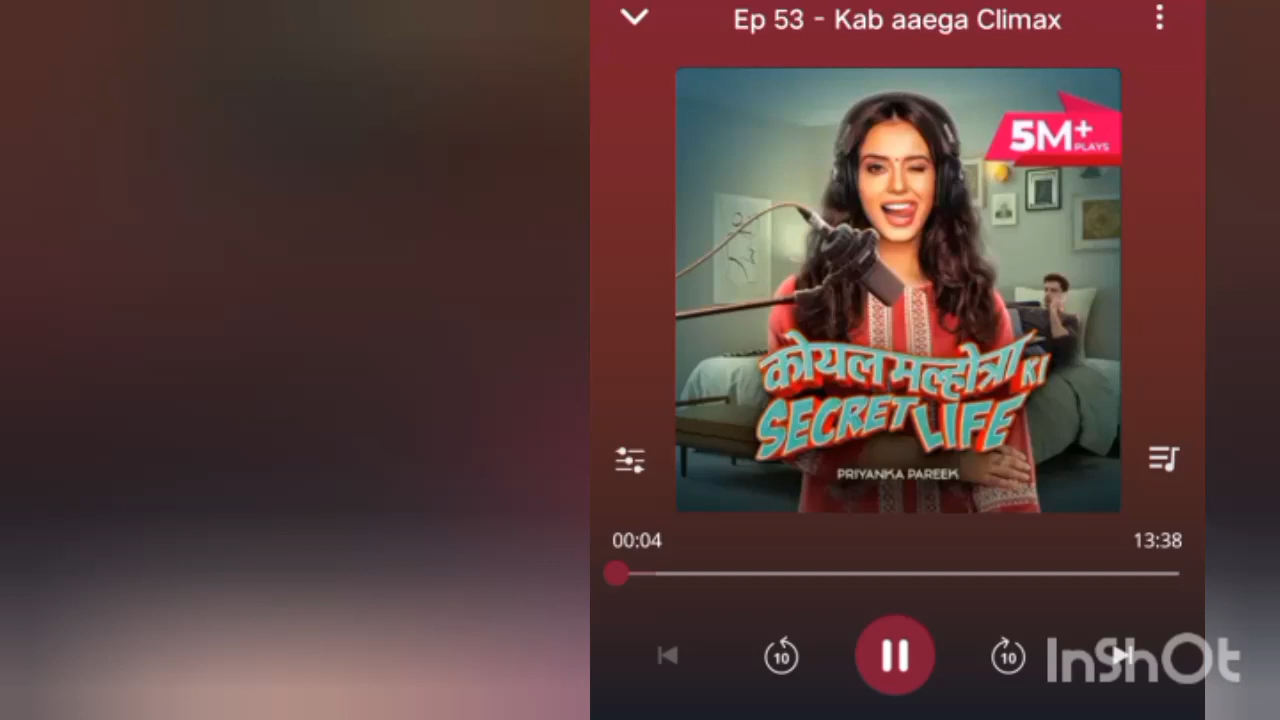 Ep 53 - Kab aaega Climax
5M+
PLAYS
कोयल मल्होत्रा KI
SECRET LIFE
PRIYANKA PAREEK
00:04
13:38
10
10
InShOt